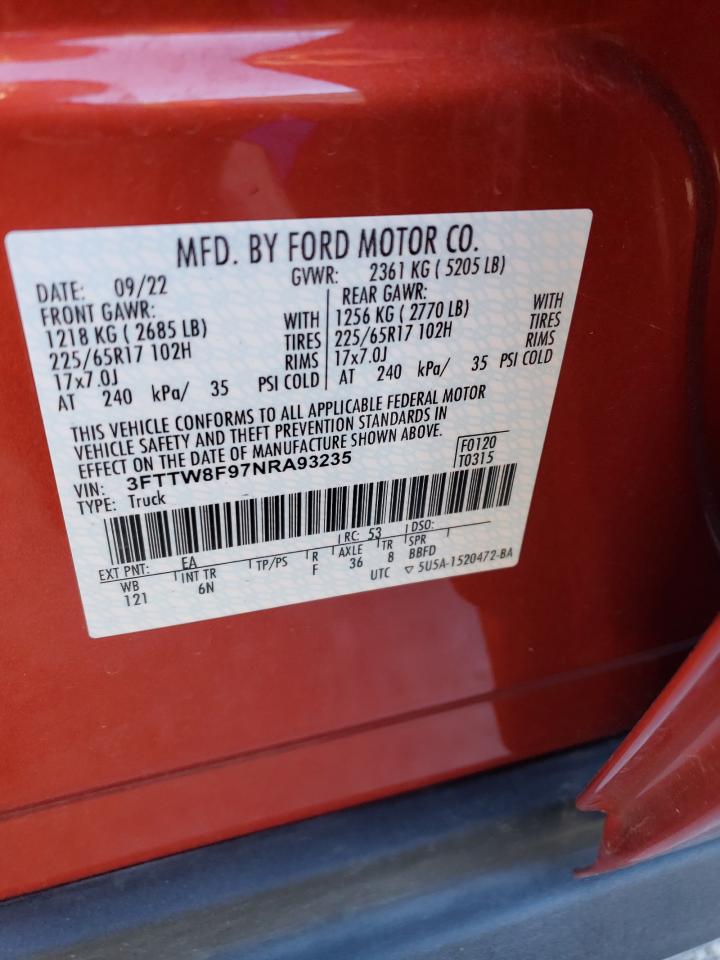 MFD. BY FORD MOTOR CO.
DATE: 09/22 GVWR: 2361 KG ( 5205 LB)
FRONT GAWR: REAR GAWR:
1218 KG ( 2685 LB) WITH 1256 KG ( 2770 LB) WITH
225/65R17 102H TIRES 225/65R17 102H TIRES
17x7.0J RIMS 17x7.0J RIMS
AT 240 kPa/ 35 PSI COLD AT 240 kPa/ 35 PSI COLD
THIS VEHICLE CONFORMS TO ALL APPLICABLE FEDERAL MOTOR
VEHICLE SAFETY AND THEFT PREVENTION STANDARDS IN
EFFECT ON THE DATE OF MANUFACTURE SHOWN ABOVE.
VIN: 3FTTW8F97NRA93235 F0120
TYPE: Truck T0315
EXT PNT: EA RC: 53 DSO:
WB INT TR TP/PS R AXLE TR SPR
121 6N F 36 8 BBFD
UTC ▽ 5U5A-1520472-BA